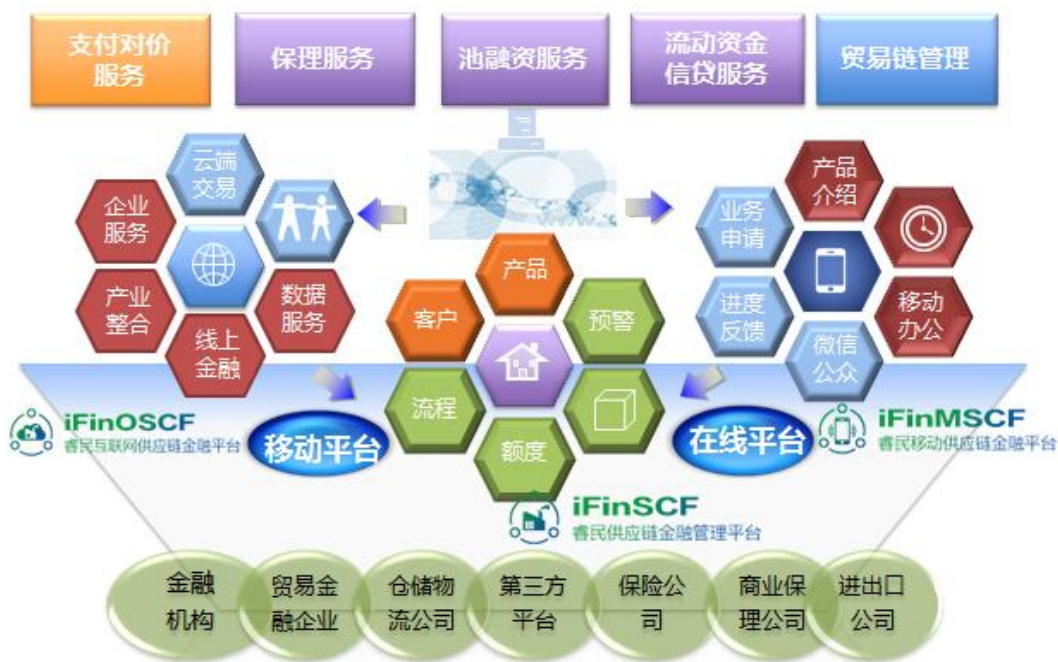 支付对价
服务
保理服务
池融资服务
流动资金
信贷服务
贸易链管理
云端
交易
企业
服务
产业
整合
线上
金融
数据
服务
产品
客户
预警
流程
额度
产品
介绍
业务
申请
进度
反馈
微信
公众
移动
办公
iFinOSCF
睿民互联网供应链金融平台
移动平台
在线平台
iFinMSCF
睿民移动供应链金融平台
iFinSCF
睿民供应链金融管理平台
金融
机构
贸易金
融企业
仓储物
流公司
第三方
平台
保险公
司
商业保
理公司
进出口
公司